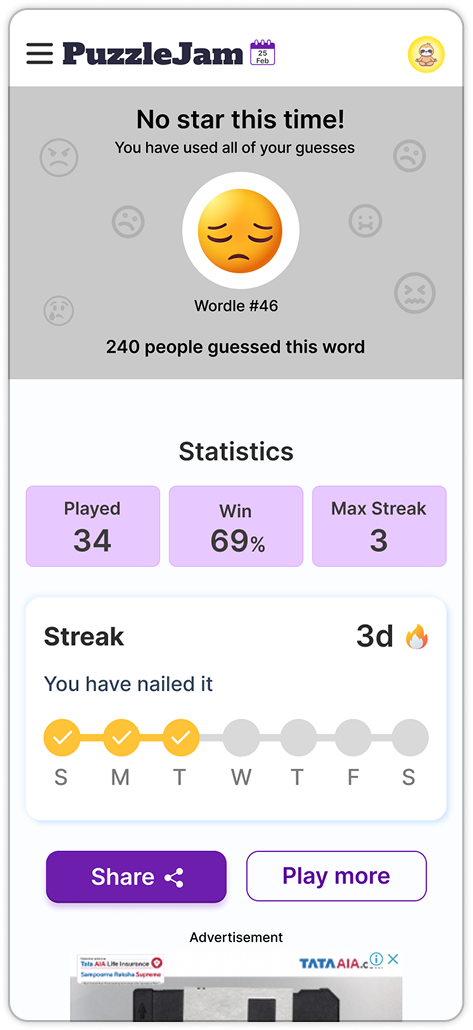 PuzzleJam
25
Feb
No star this time!
You have used all of your guesses
Wordle #46
240 people guessed this word
Statistics
Played
34
Win
69%
Max Streak
3
Streak
3d
You have nailed it
S M T W T F S
Share
Play more
Advertisement
Tata AIA Life Insurance
Sampoorna Raksha Supreme
TATA AIA.c